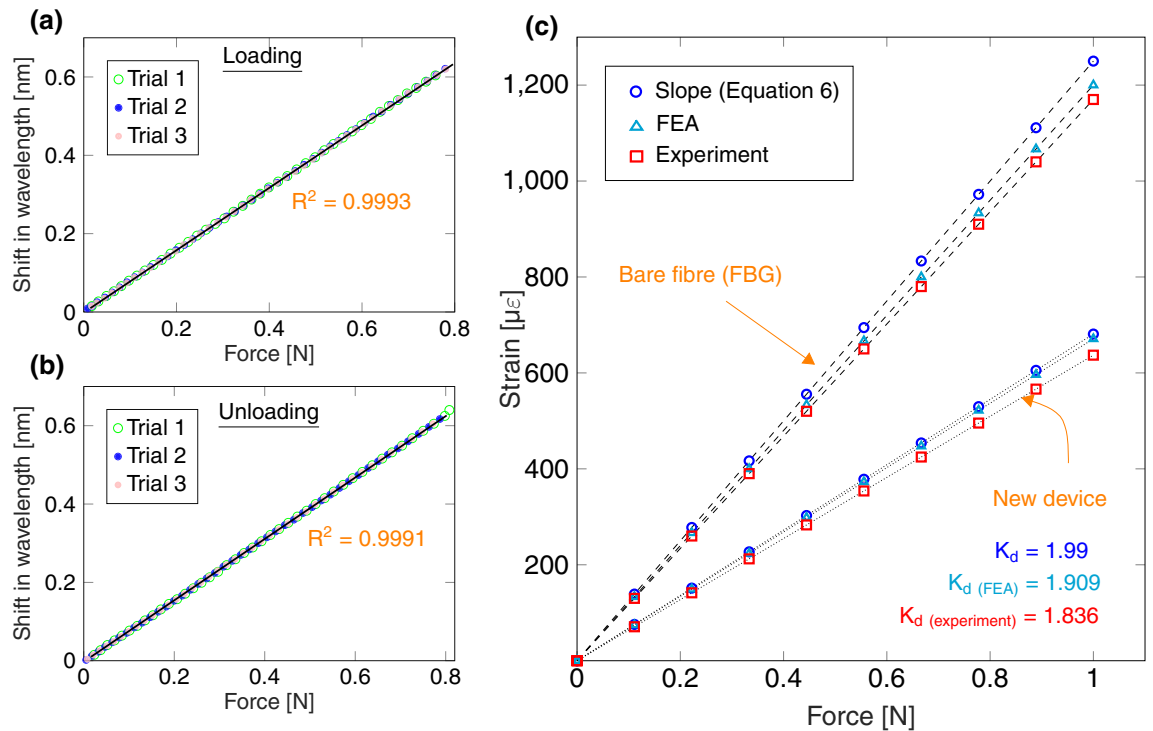 (a)
Shift in wavelength [nm]
0.6
0.4
0.2
0
Loading
Trial 1
Trial 2
Trial 3
R² = 0.9993
0 0.2 0.4 0.6 0.8
Force [N]
(b)
Shift in wavelength [nm]
0.6
0.4
0.2
0
Unloading
Trial 1
Trial 2
Trial 3
R² = 0.9991
0 0.2 0.4 0.6 0.8
Force [N]
(c)
Strain [με]
1,200
1,000
800
600
400
200
Slope (Equation 6)
FEA
Experiment
Bare fibre (FBG)
New device
K_d = 1.99
K_d (FEA) = 1.909
K_d (experiment) = 1.836
0 0.2 0.4 0.6 0.8 1
Force [N]